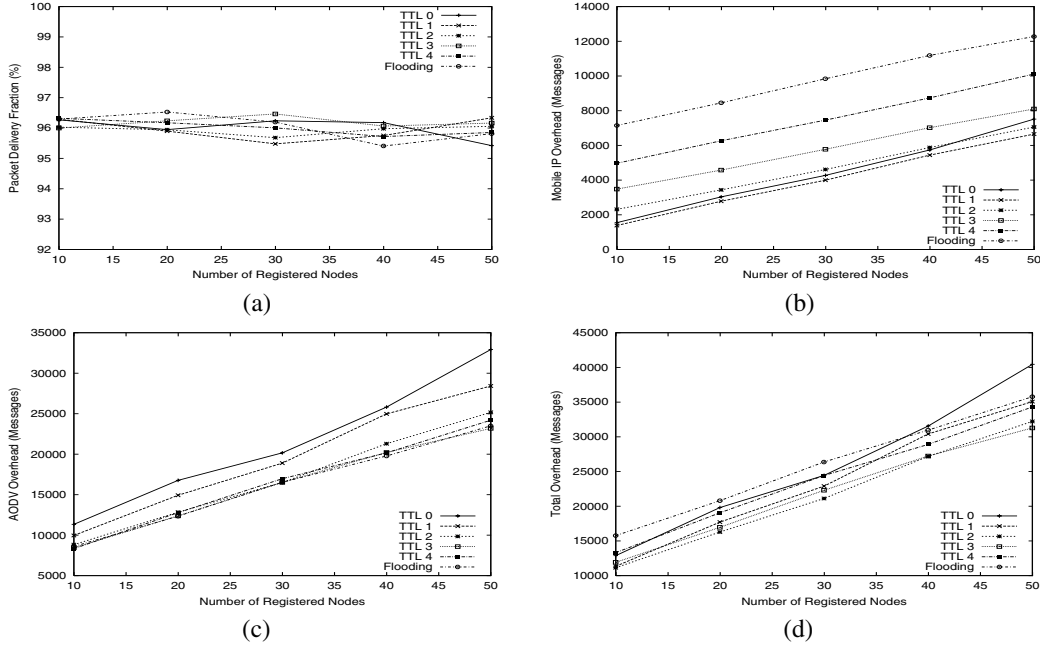 100
99
98
97
96
95
94
93
92
10 15 20 25 30 35 40 45 50
Packet Delivery Fraction (%)
Number of Registered Nodes
TTL 0
TTL 1
TTL 2
TTL 3
TTL 4
Flooding
(a)
14000
12000
10000
8000
6000
4000
2000
0
10 15 20 25 30 35 40 45 50
Mobile IP Overhead (Messages)
Number of Registered Nodes
TTL 0
TTL 1
TTL 2
TTL 3
TTL 4
Flooding
(b)
35000
30000
25000
20000
15000
10000
5000
10 15 20 25 30 35 40 45 50
AODV Overhead (Messages)
Number of Registered Nodes
TTL 0
TTL 1
TTL 2
TTL 3
TTL 4
Flooding
(c)
45000
40000
35000
30000
25000
20000
15000
10000
10 15 20 25 30 35 40 45 50
Total Overhead (Messages)
Number of Registered Nodes
TTL 0
TTL 1
TTL 2
TTL 3
TTL 4
Flooding
(d)